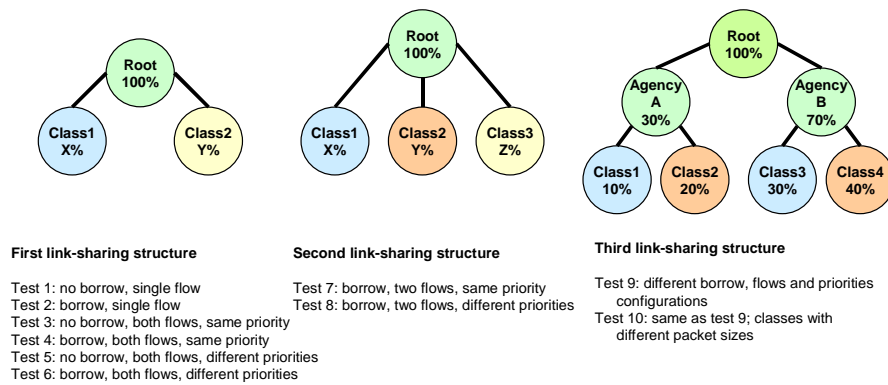 Root
100%
Class1
X%
Class2
Y%
Root
100%
Class1
X%
Class2
Y%
Class3
Z%
Root
100%
Agency
A
30%
Agency
B
70%
Class1
10%
Class2
20%
Class3
30%
Class4
40%
First link-sharing structure
Test 1: no borrow, single flow
Test 2: borrow, single flow
Test 3: no borrow, both flows, same priority
Test 4: borrow, both flows, same priority
Test 5: no borrow, both flows, different priorities
Test 6: borrow, both flows, different priorities
Second link-sharing structure
Test 7: borrow, two flows, same priority
Test 8: borrow, two flows, different priorities
Third link-sharing structure
Test 9: different borrow, flows and priorities
configurations
Test 10: same as test 9; classes with
different packet sizes